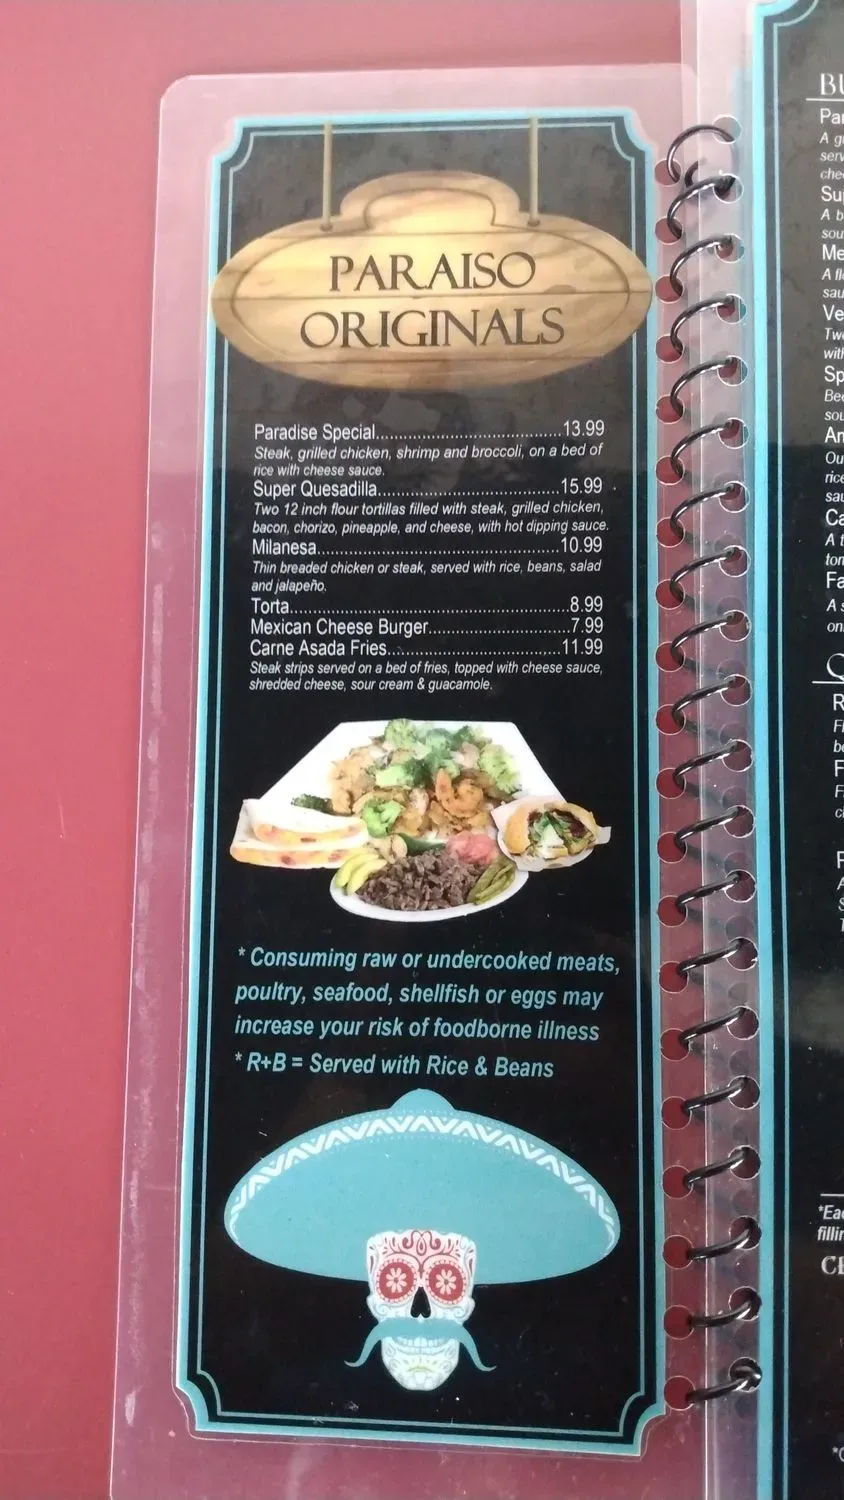 PARAISO
ORIGINALS
Paradise Special..........................................13.99
Steak, grilled chicken, shrimp and broccoli, on a bed of
rice with cheese sauce.
Super Quesadilla.........................................15.99
Two 12 inch flour tortillas filled with steak, grilled chicken,
bacon, chorizo, pineapple, and cheese, with hot dipping sauce.
Milanesa......................................................10.99
Thin breaded chicken or steak, served with rice, beans, salad
and jalapeño.
Torta..............................................................8.99
Mexican Cheese Burger................................7.99
Carne Asada Fries.......................................11.99
Steak strips served on a bed of fries, topped with cheese sauce,
shredded cheese, sour cream & guacamole.
* Consuming raw or undercooked meats,
poultry, seafood, shellfish or eggs may
increase your risk of foodborne illness
* R+B = Served with Rice & Beans